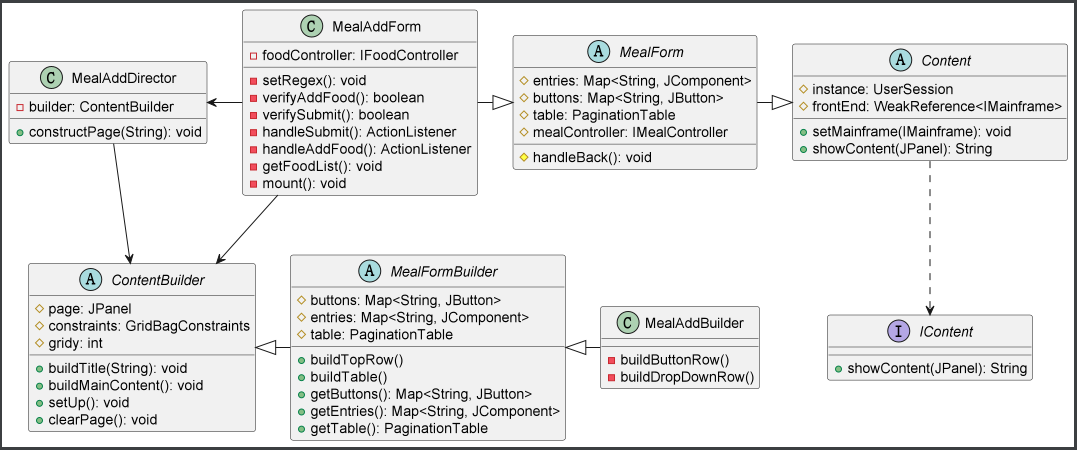 C MealAddDirector
builder: ContentBuilder
constructPage(String): void
C MealAddForm
foodController: IFoodController
setRegex(): void
verifyAddFood(): boolean
verifySubmit(): boolean
handleSubmit(): ActionListener
handleAddFood(): ActionListener
getFoodList(): void
mount(): void
A MealForm
entries: Map<String, JComponent>
buttons: Map<String, JButton>
table: PaginationTable
mealController: IMealController
handleBack(): void
A Content
instance: UserSession
frontEnd: WeakReference<IMainframe>
setMainframe(IMainframe): void
showContent(JPanel): String
A ContentBuilder
page: JPanel
constraints: GridBagConstraints
gridy: int
buildTitle(String): void
buildMainContent(): void
setUp(): void
clearPage(): void
A MealFormBuilder
buttons: Map<String, JButton>
entries: Map<String, JComponent>
table: PaginationTable
buildTopRow()
buildTable()
getButtons(): Map<String, JButton>
getEntries(): Map<String, JComponent>
getTable(): PaginationTable
C MealAddBuilder
buildButtonRow()
buildDropDownRow()
I IContent
showContent(JPanel): String